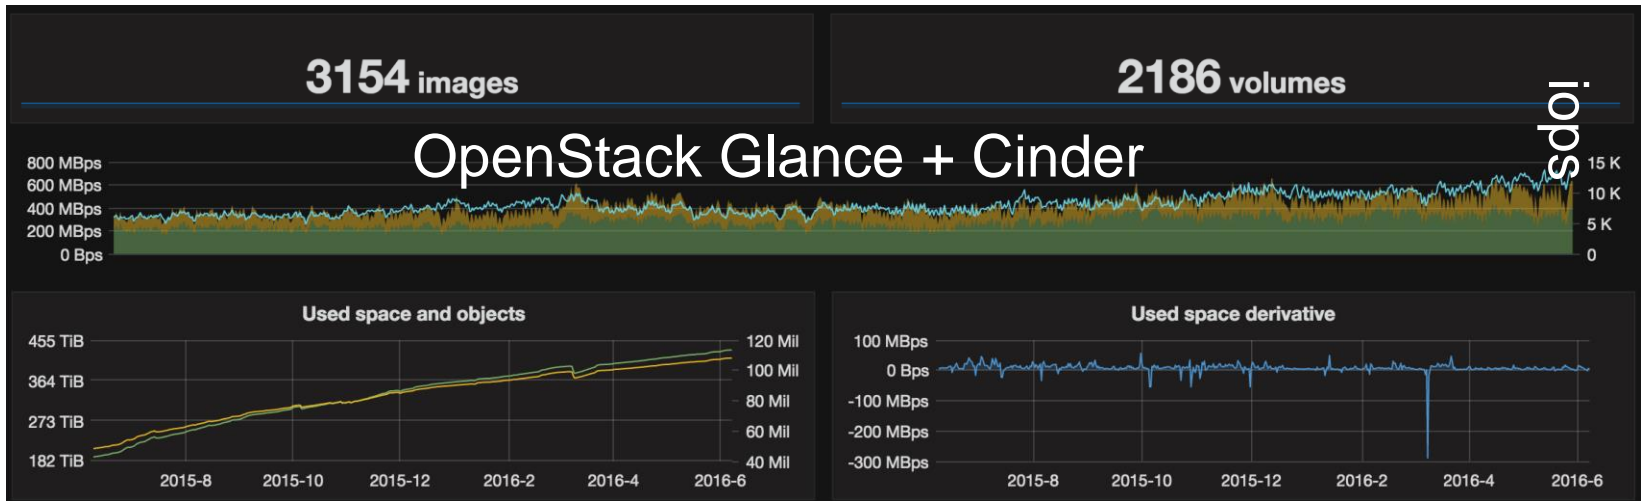 3154 images
2186 volumes
iops
OpenStack Glance + Cinder
800 MBps
600 MBps
400 MBps
200 MBps
0 Bps
15 K
10 K
5 K
0
Used space and objects
455 TiB
364 TiB
273 TiB
182 TiB
120 Mil
100 Mil
80 Mil
60 Mil
40 Mil
2015-8 2015-10 2015-12 2016-2 2016-4 2016-6
Used space derivative
100 MBps
0 Bps
-100 MBps
-200 MBps
-300 MBps
2015-8 2015-10 2015-12 2016-2 2016-4 2016-6